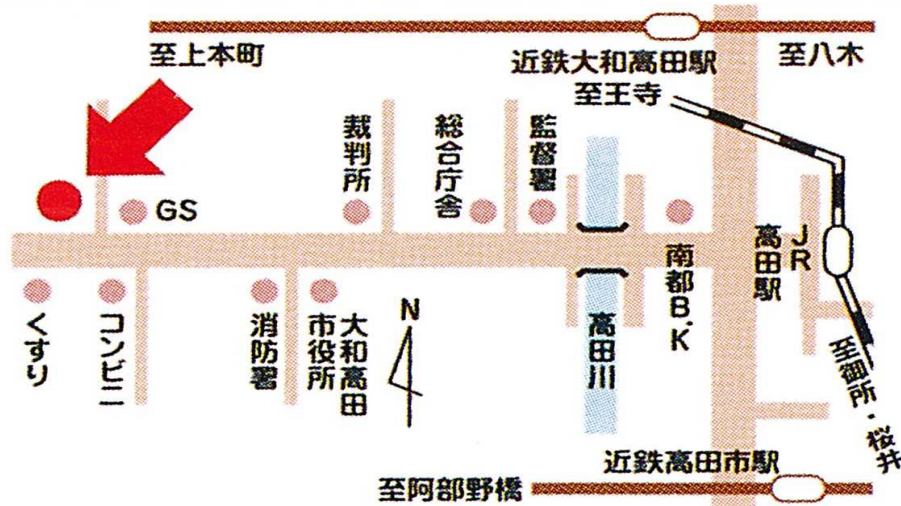 至上本町
近鉄大和高田駅
至八木
至王寺
裁判所
総合庁舎
監督署
GS
南都B.K
JR
高田駅
くすり
コンビニ
消防署
大和高田
市役所
N
高田川
至御所・桜井
近鉄高田市駅
至阿部野橋